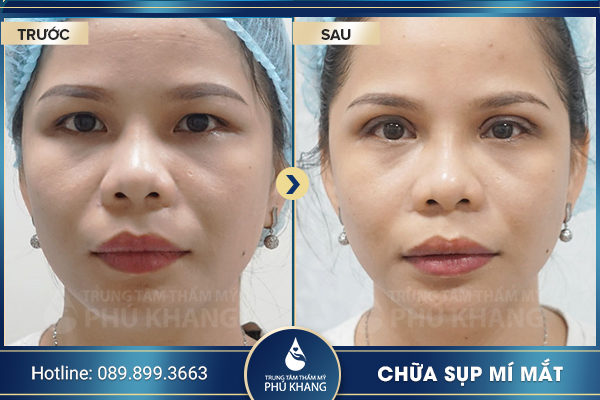 TRƯỚC
SAU
TRUNG TÂM THẨM MỸ
PHÚ KHANG
TRUNG TÂM THẨM MỸ
PHÚ KHANG
Hotline: 089.899.3663
TRUNG TÂM THẨM MỸ
PHÚ KHANG
CHỮA SỤP MÍ MẮT